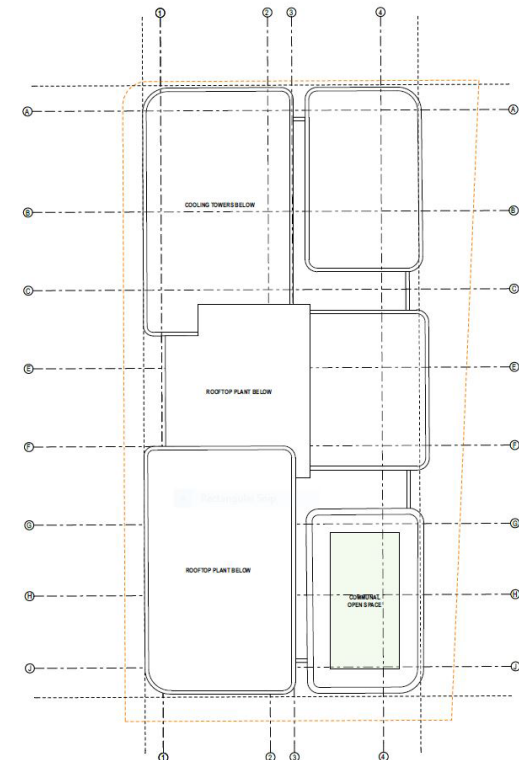 1 2 3 4
A A
COOLING TOWERS BELOW
B B
C C
E E
ROOFTOP PLANT BELOW
F F
G G
ROOFTOP PLANT BELOW
H H
COMMUNAL
OPEN SPACE
J J
1 2 3 4